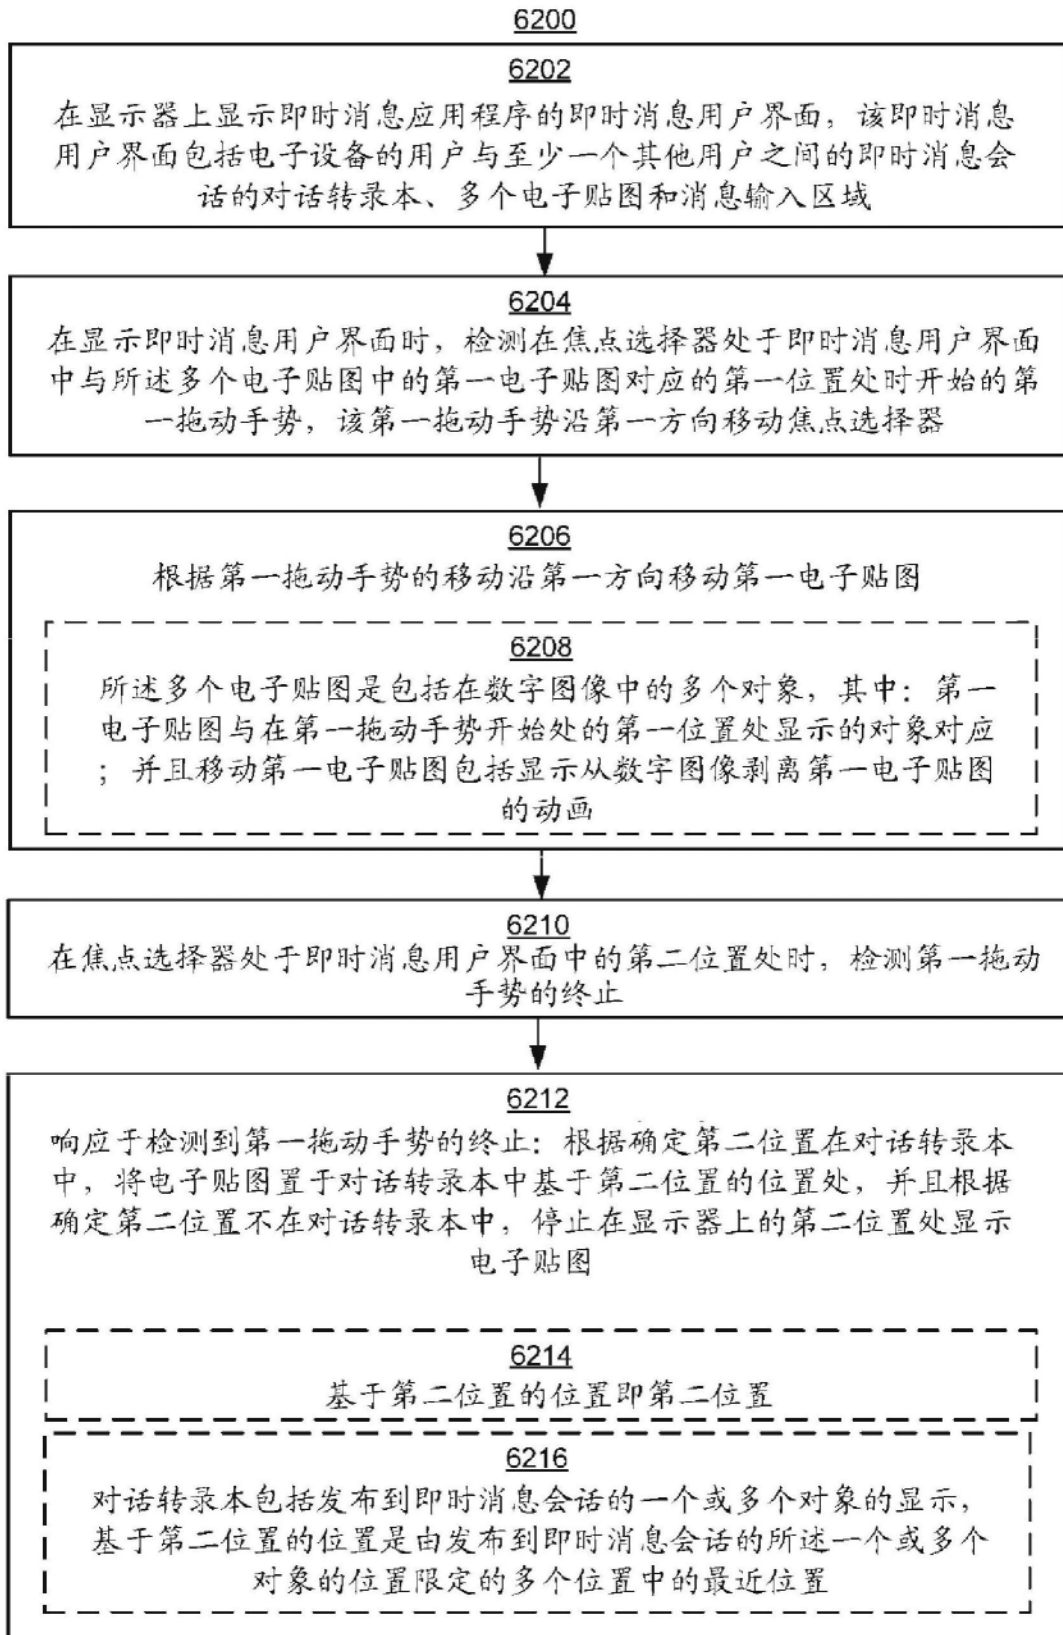 6200
6202
在显示器上显示即时消息应用程序的即时消息用户界面，该即时消息
用户界面包括电子设备的用户与至少一个其他用户之间的即时消息会
话的对话转录本、多个电子贴图和消息输入区域
6204
在显示即时消息用户界面时，检测在焦点选择器处于即时消息用户界面
中与所述多个电子贴图中的第一电子贴图对应的第一位置处时开始的第
一拖动手势，该第一拖动手势沿第一方向移动焦点选择器
6206
根据第一拖动手势的移动沿第一方向移动第一电子贴图
6208
所述多个电子贴图是包括在数字图像中的多个对象，其中：第一
电子贴图与在第一拖动手势开始处的第一位置处显示的对象对应
；并且移动第一电子贴图包括显示从数字图像剥离第一电子贴图
的动画
6210
在焦点选择器处于即时消息用户界面中的第二位置处时，检测第一拖动
手势的终止
6212
响应于检测到第一拖动手势的终止：根据确定第二位置在对话转录本
中，将电子贴图置于对话转录本中基于第二位置的位置处，并且根据
确定第二位置不在对话转录本中，停止在显示器上的第二位置处显示
电子贴图
6214
基于第二位置的位置即第二位置
6216
对话转录本包括发布到即时消息会话的一个或多个对象的显示，
基于第二位置的位置是由发布到即时消息会话的所述一个或多个
对象的位置限定的多个位置中的最近位置